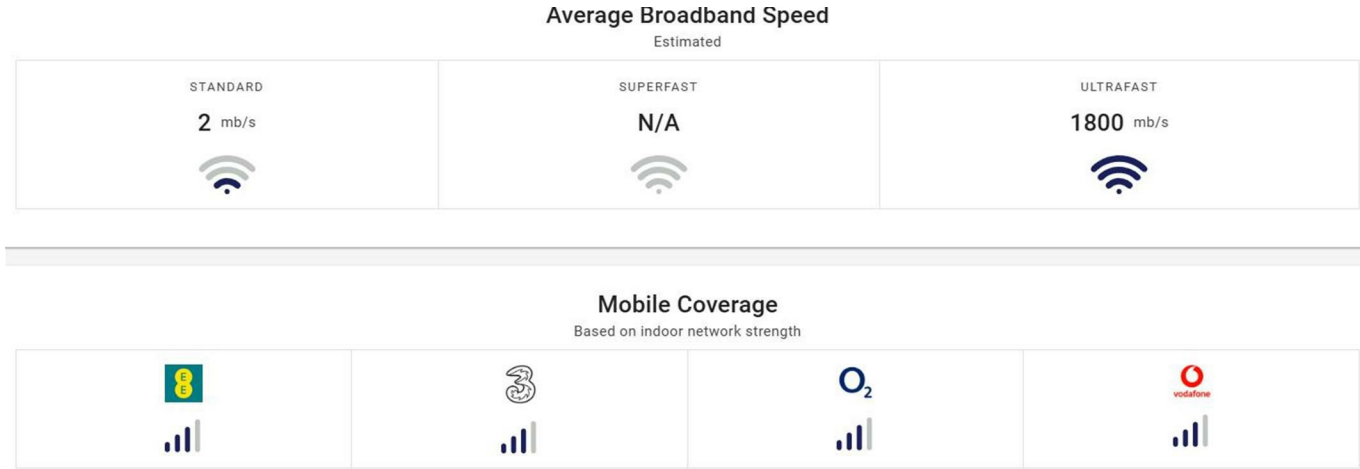 Average Broadband Speed
Estimated
STANDARD
SUPERFAST
ULTRAFAST
2 mb/s
N/A
1800 mb/s
Mobile Coverage
Based on indoor network strength
E
E
3
O2
vodafone